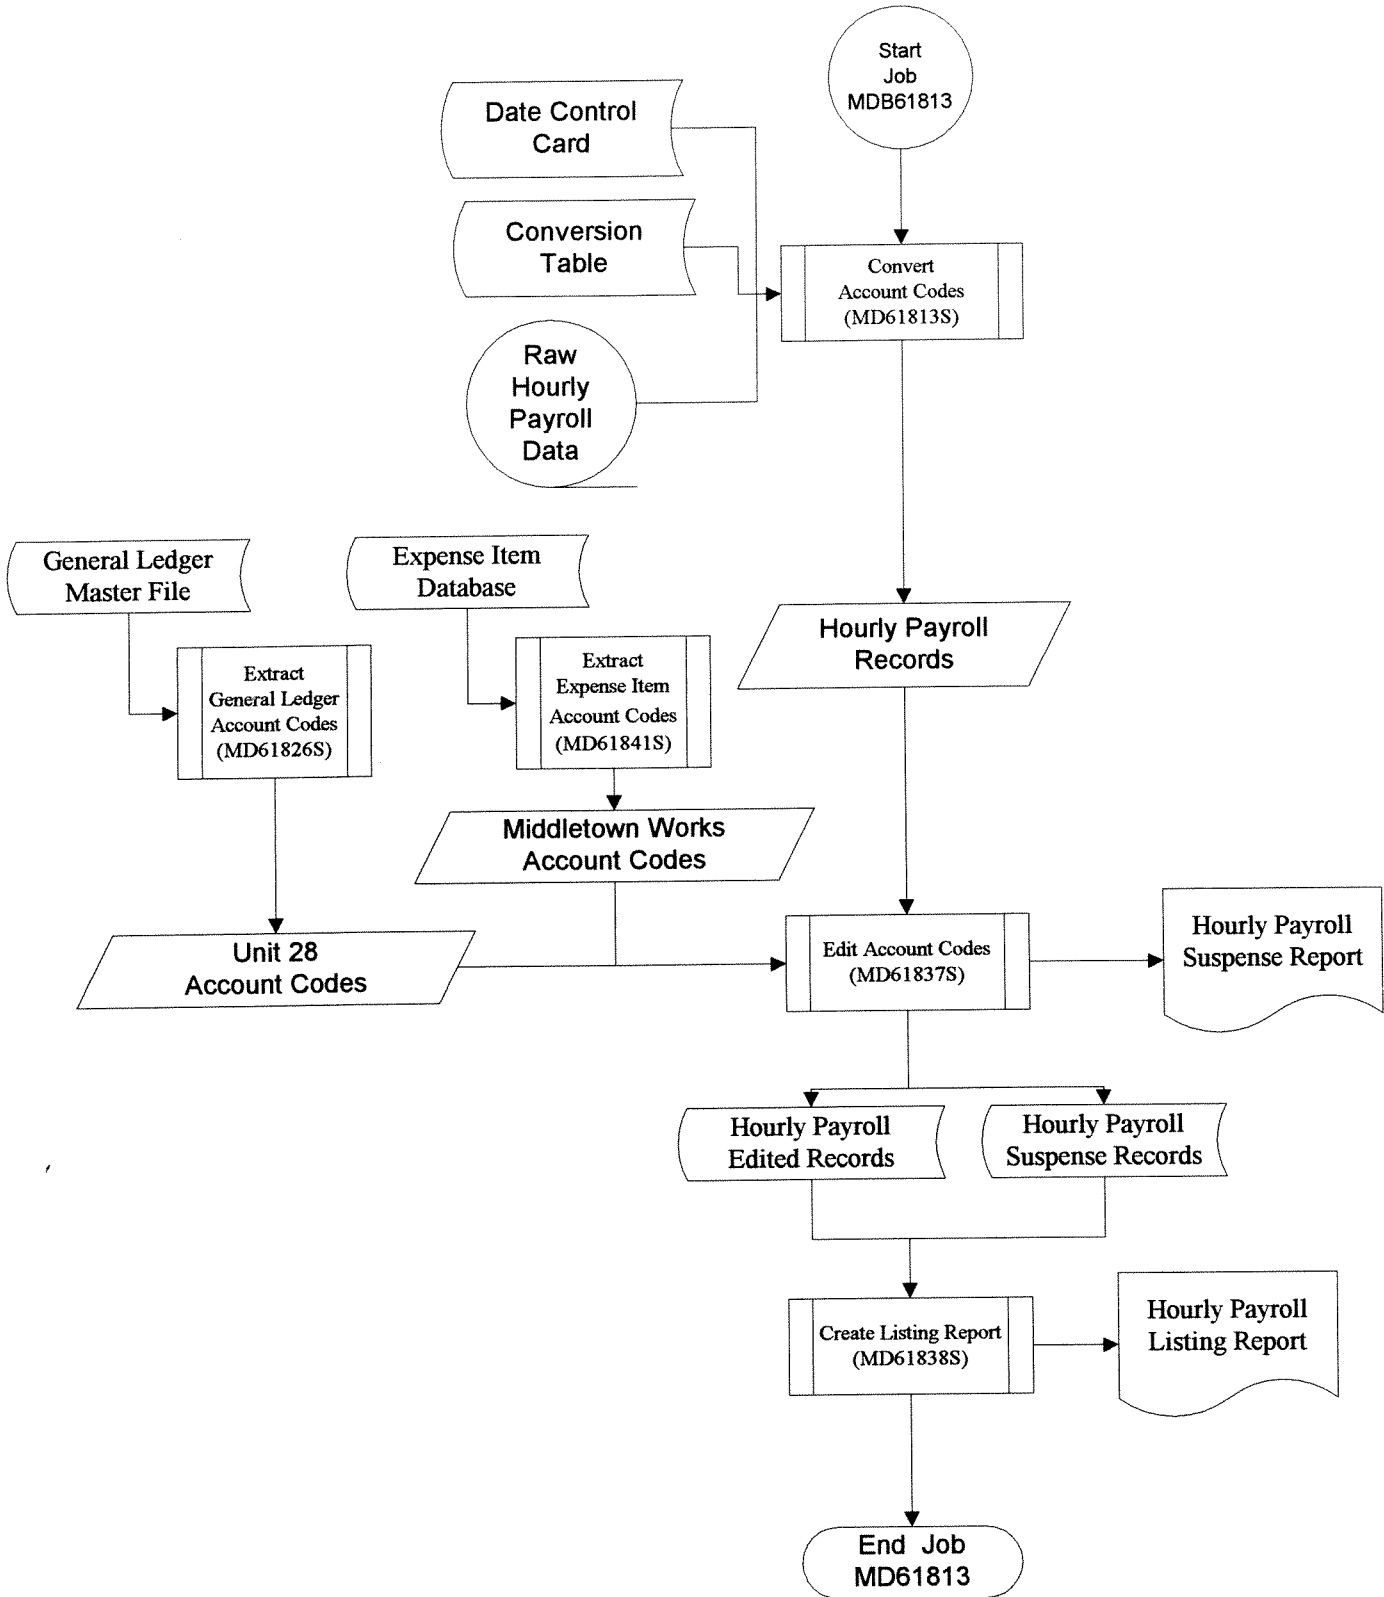 Start
Job
MDB61813
Date Control
Card
Conversion
Table
Convert
Account Codes
(MD61813S)
Raw
Hourly
Payroll
Data
General Ledger
Master File
Expense Item
Database
Hourly Payroll
Records
Extract
General Ledger
Account Codes
(MD61826S)
Extract
Expense Item
Account Codes
(MD61841S)
Middletown Works
Account Codes
Unit 28
Account Codes
Edit Account Codes
(MD61837S)
Hourly Payroll
Suspense Report
Hourly Payroll
Edited Records
Hourly Payroll
Suspense Records
Create Listing Report
(MD61838S)
Hourly Payroll
Listing Report
End Job
MD61813